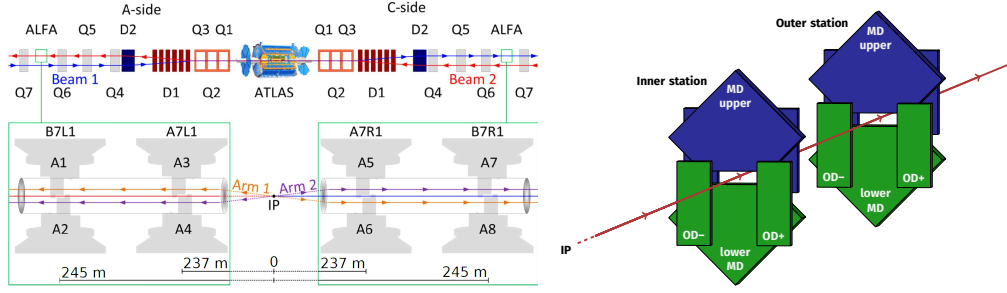 A-side
C-side
ALFA Q5 D2 Q3 Q1
Q1 Q3 D2 Q5 ALFA
Beam 1
Beam 2
Q7 Q6 Q4 D1 Q2 ATLAS Q2 D1 Q4 Q6 Q7
B7L1 A7L1 A7R1 B7R1
A1 A3 A5 A7
Arm 1 Arm 2
IP
A2 A4 A6 A8
237 m 0 237 m
245 m 245 m
Outer station
MD
upper
Inner station
MD
upper
OD− OD+
lower
MD
OD− OD+
lower
MD
IP